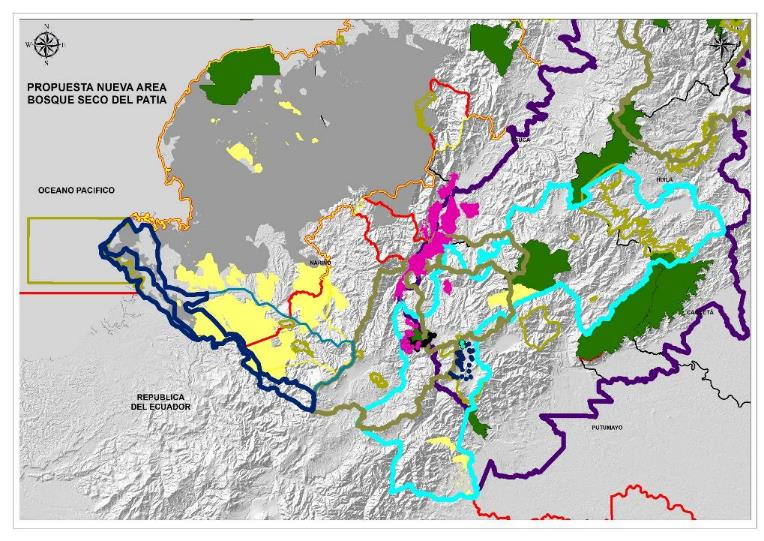 N
W E
S
PROPUESTA NUEVA AREA
BOSQUE SECO DEL PATIA
OCEANO PACIFICO
HUILA
NARIÑO
CAQUETA
REPUBLICA
DEL ECUADOR
PUTUMAYO